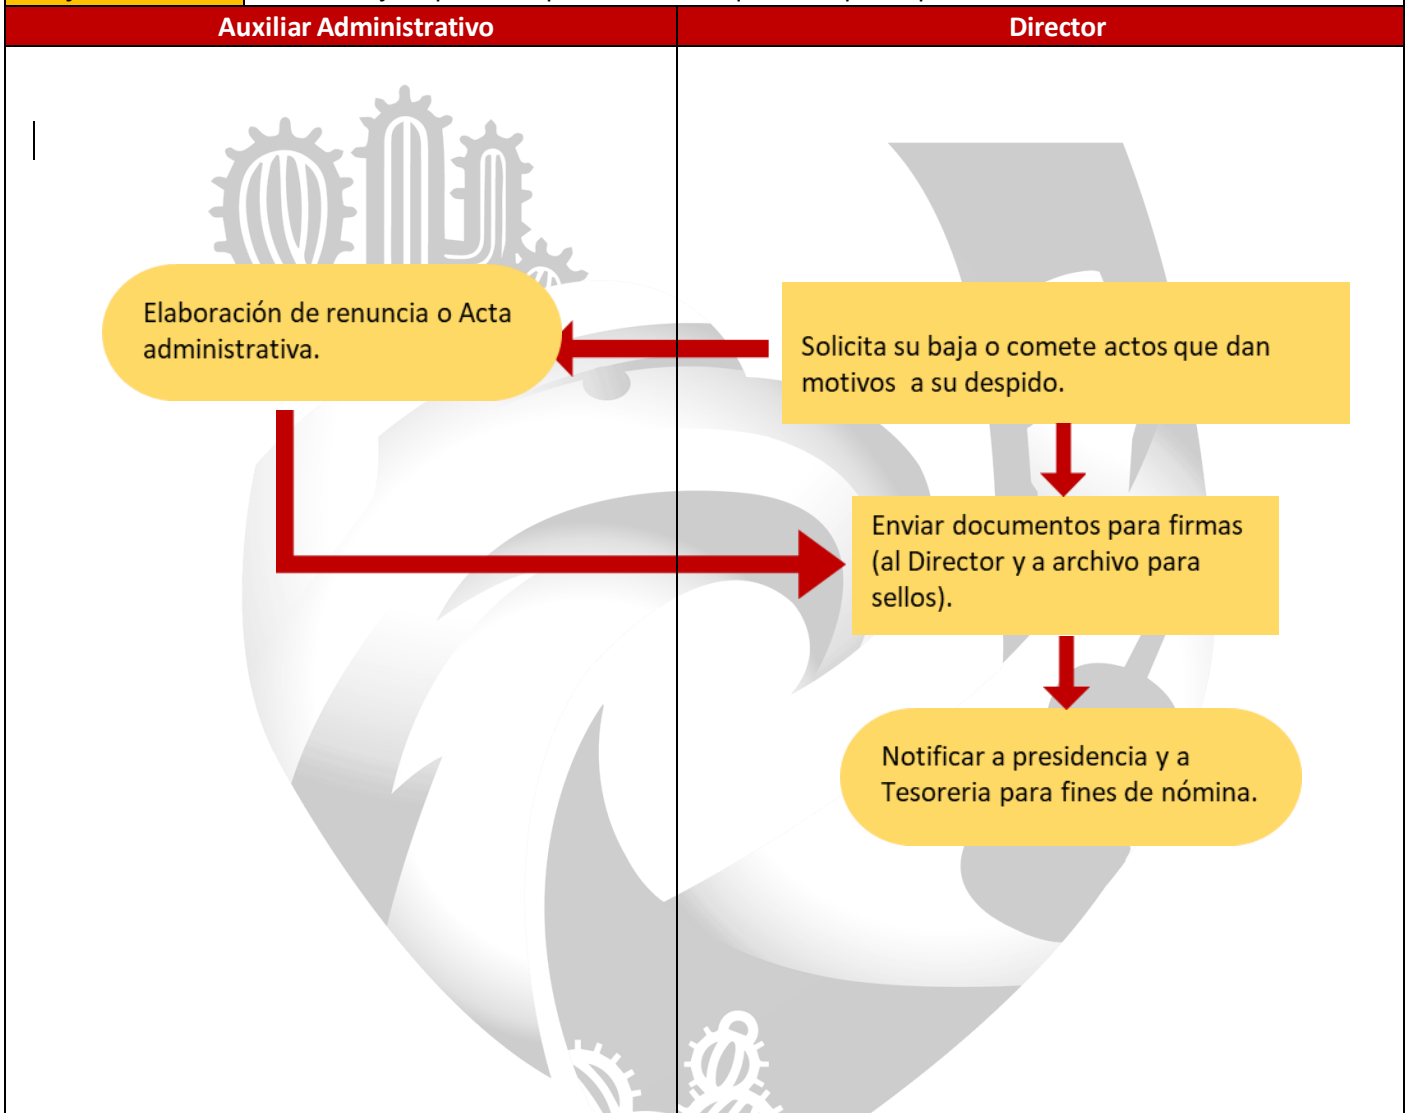 Auxiliar Administrativo
Director
Elaboración de renuncia o Acta
administrativa.
Solicita su baja o comete actos que dan
motivos  a su despido.
Enviar documentos para firmas
(al Director y a archivo para
sellos).
Notificar a presidencia y a
Tesoreria para fines de nómina.